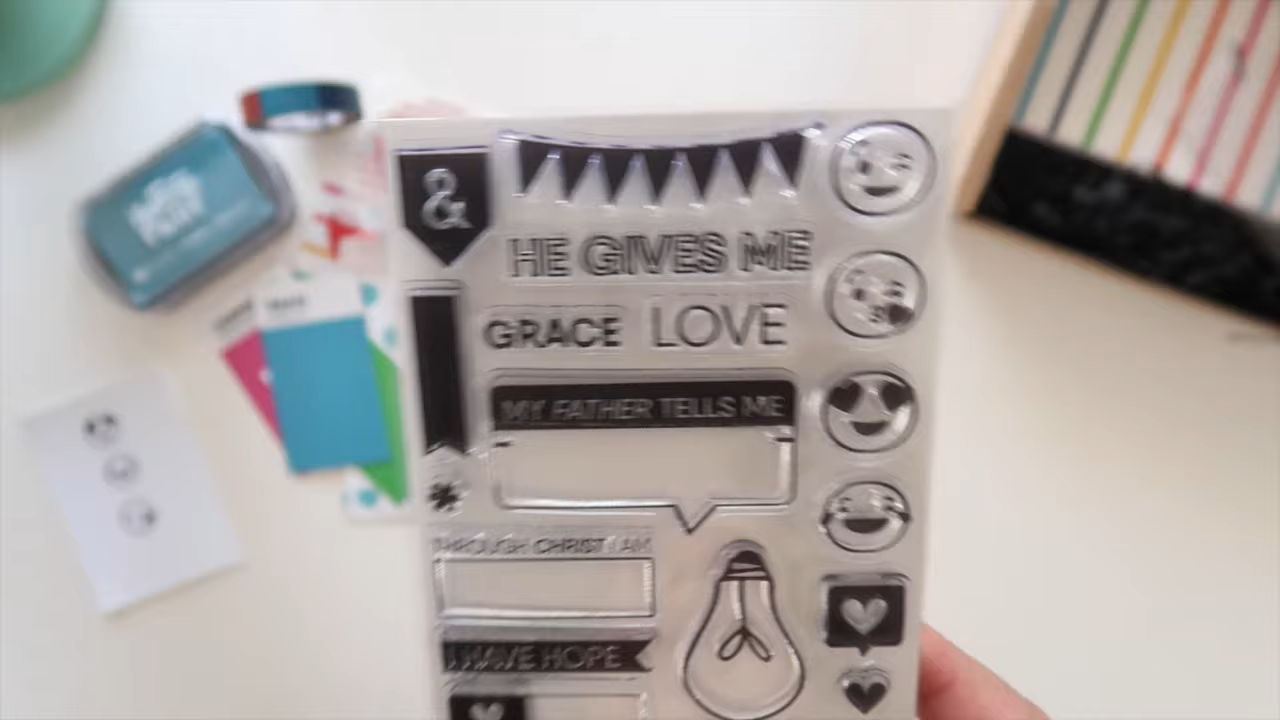 &
HE GIVES ME
GRACE LOVE
MY FATHER TELLS ME
THROUGH CHRIST I AM
I HAVE HOPE